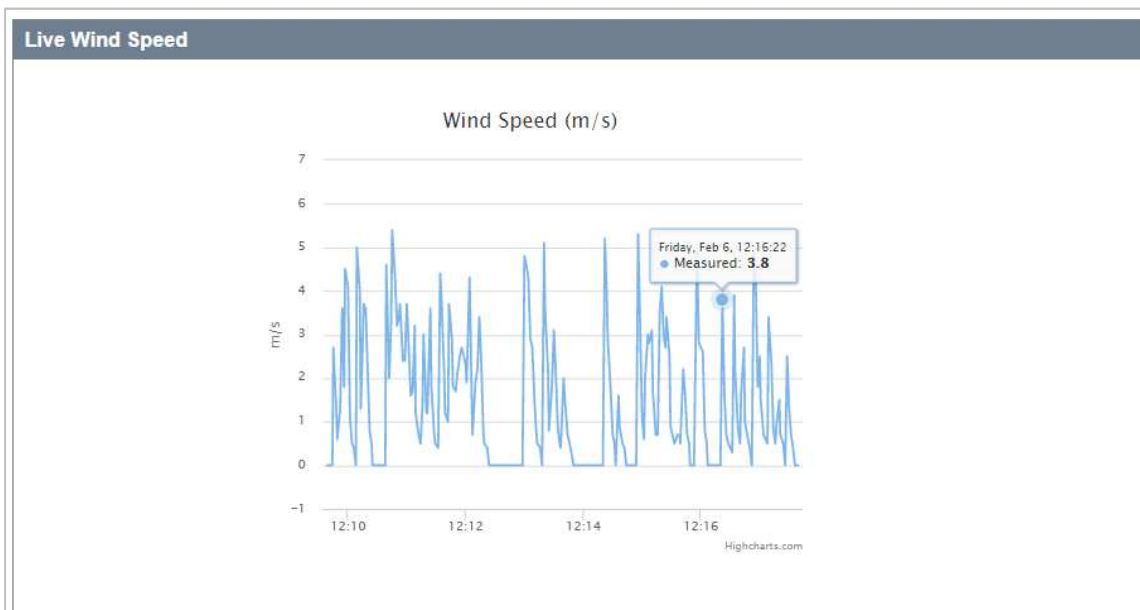 Live Wind Speed
Wind Speed (m/s)
7
6
5
4
3
2
1
0
−1
m/s
Friday, Feb 6, 12:16:22
● Measured: 3.8
12:10 12:12 12:14 12:16
Highcharts.com